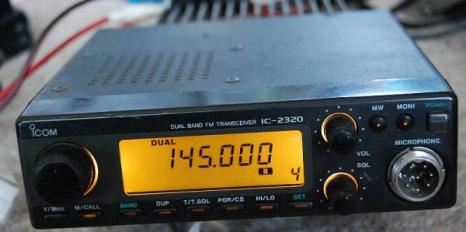 ICOM
DUAL BAND FM TRANSCEIVER IC-2320
MW MONI POWER
DUAL
145.000
4
VOL
SQL
MICROPHONE
V/MHz M/CALL BAND DUP T/T.SQL PGR/CS HI/LO SET